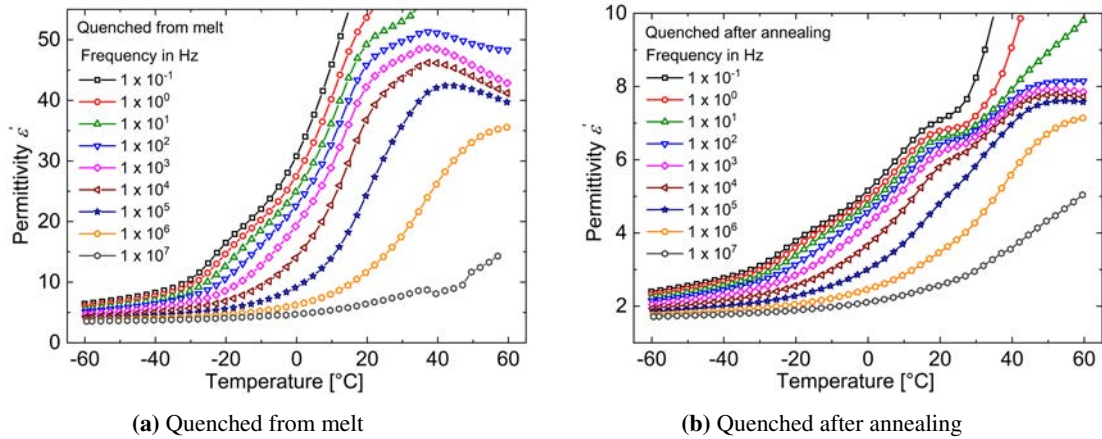 Quenched from melt
Frequency in Hz
1 x 10⁻¹
1 x 10⁰
1 x 10¹
1 x 10²
1 x 10³
1 x 10⁴
1 x 10⁵
1 x 10⁶
1 x 10⁷
Permittivity ε'
50
40
30
20
10
0
-60 -40 -20 0 20 40 60
Temperature [°C]
(a) Quenched from melt
Quenched after annealing
Frequency in Hz
1 x 10⁻¹
1 x 10⁰
1 x 10¹
1 x 10²
1 x 10³
1 x 10⁴
1 x 10⁵
1 x 10⁶
1 x 10⁷
Permittivity ε'
10
8
6
4
2
-60 -40 -20 0 20 40 60
Temperature [°C]
(b) Quenched after annealing